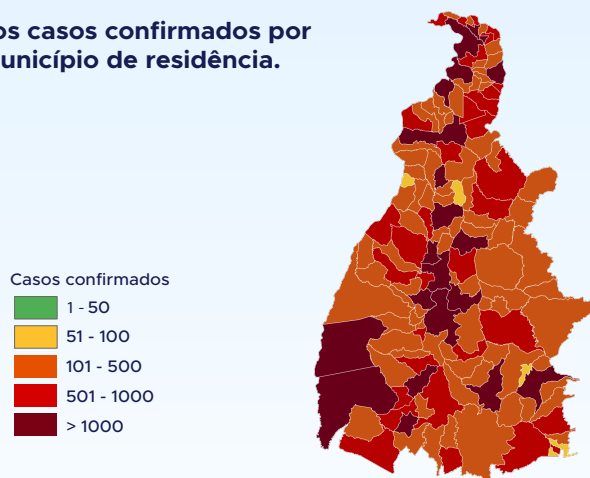 os casos confirmados por
unicípio de residência.
Casos confirmados
1 - 50
51 - 100
101 - 500
501 - 1000
> 1000